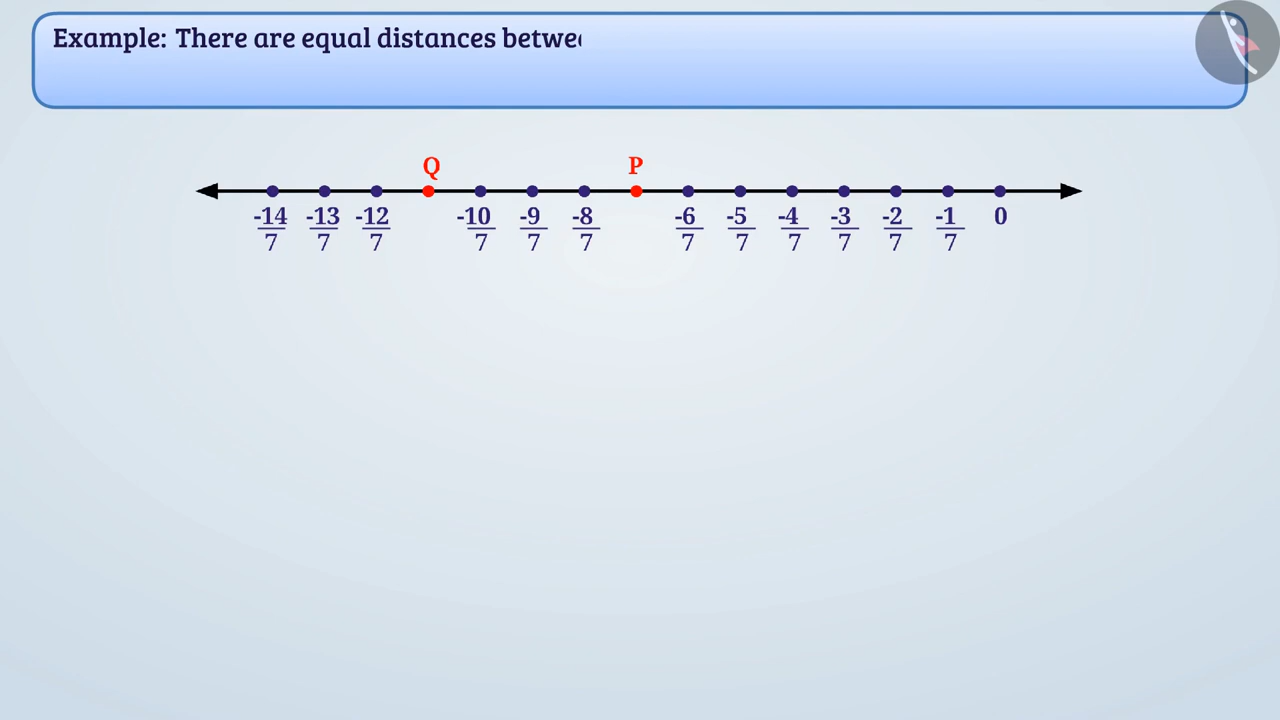 Example: There are equal distances
Q P
-14 -13 -12 -10 -9 -8 -6 -5 -4 -3 -2 -1 0
7 7 7 7 7 7 7 7 7 7 7 7